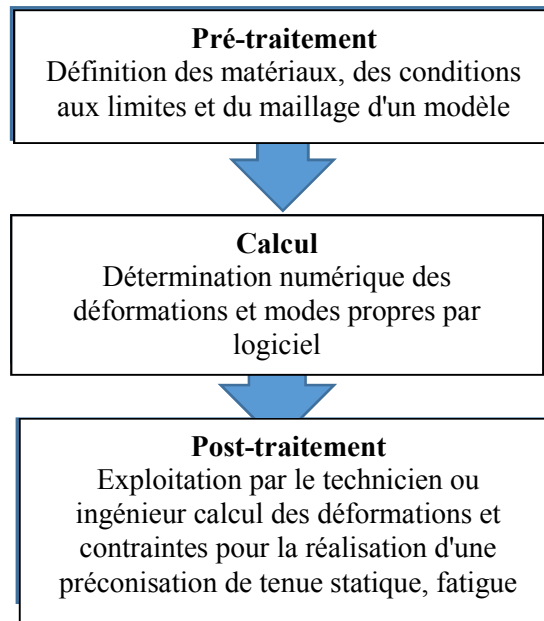 Pré-traitement
Définition des matériaux, des conditions
aux limites et du maillage d'un modèle
Calcul
Détermination numérique des
déformations et modes propres par
logiciel
Post-traitement
Exploitation par le technicien ou
ingénieur calcul des déformations et
contraintes pour la réalisation d'une
préconisation de tenue statique, fatigue